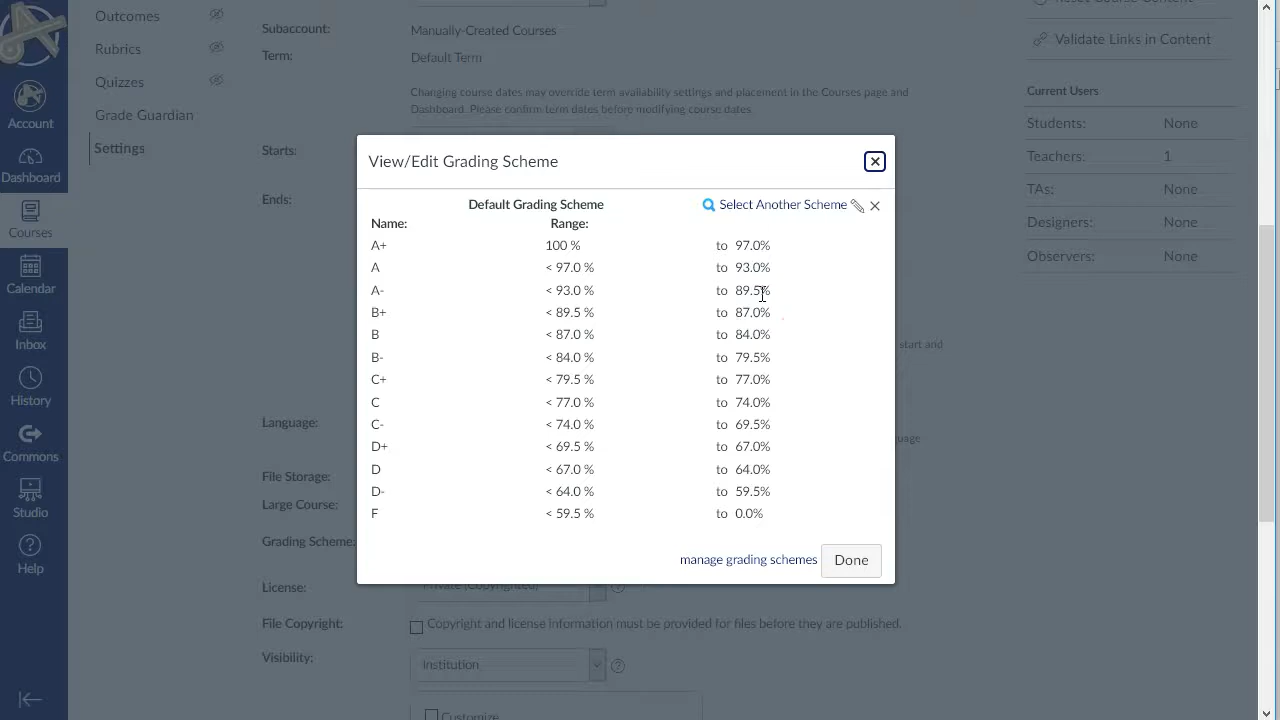 Outcomes
Rubrics
Quizzes
Grade Guardian
Settings
Account
Dashboard
Courses
Calendar
Inbox
History
Commons
Studio
Help
Subaccount: Manually-Created Courses
Term: Default Term
Changing course dates may override term availability settings and placement in the Courses page and
Dashboard. Please confirm term dates before modifying course dates.
Starts:
Ends:
start and
Language:
File Storage:
Large Course:
Grading Scheme:
License: Private (Copyrighted)
File Copyright: Copyright and license information must be provided for files before they are published.
Visibility: Institution
Customize
View/Edit Grading Scheme
Default Grading Scheme Select Another Scheme
Name: Range:
A+ 100 % to 97.0%
A < 97.0 % to 93.0%
A- < 93.0 % to 89.5%
B+ < 89.5 % to 87.0%
B < 87.0 % to 84.0%
B- < 84.0 % to 79.5%
C+ < 79.5 % to 77.0%
C < 77.0 % to 74.0%
C- < 74.0 % to 69.5%
D+ < 69.5 % to 67.0%
D < 67.0 % to 64.0%
D- < 64.0 % to 59.5%
F < 59.5 % to 0.0%
manage grading schemes Done
Reset Course Content
Validate Links in Content
Current Users
Students: None
Teachers: 1
TAs: None
Designers: None
Observers: None